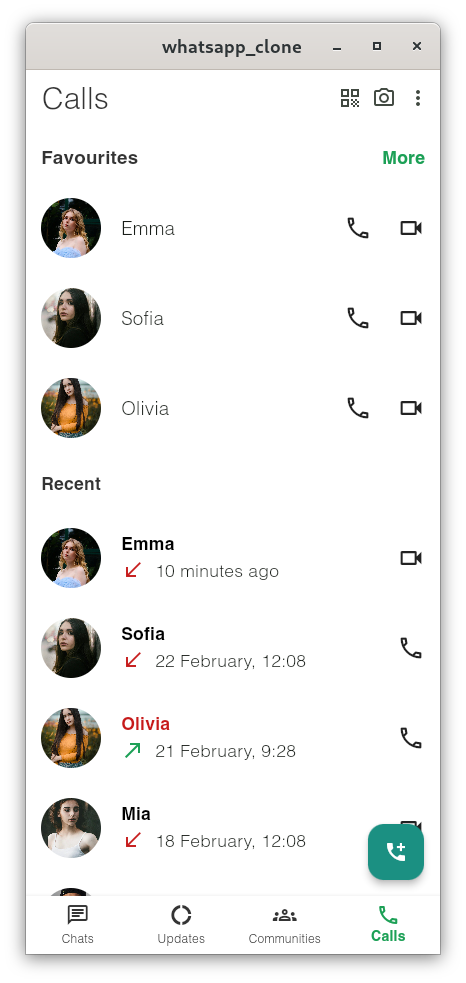 whatsapp_clone
Calls
Favourites More
Emma
Sofia
Olivia
Recent
Emma
10 minutes ago
Sofia
22 February, 12:08
Olivia
21 February, 9:28
Mia
18 February, 12:08
Chats Updates Communities Calls